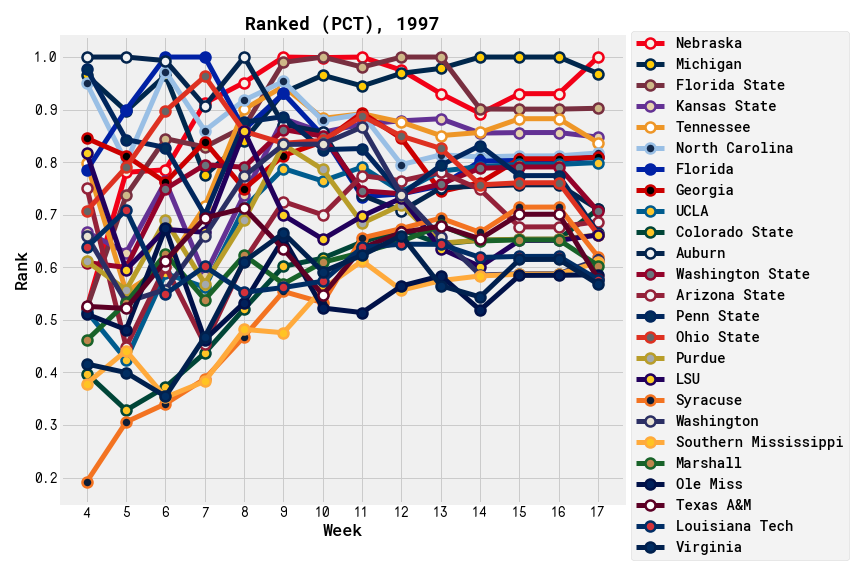 Ranked (PCT), 1997
1.0
0.9
0.8
0.7
0.6
0.5
0.4
0.3
0.2
Rank
4 5 6 7 8 9 10 11 12 13 14 15 16 17
Week
Nebraska
Michigan
Florida State
Kansas State
Tennessee
North Carolina
Florida
Georgia
UCLA
Colorado State
Auburn
Washington State
Arizona State
Penn State
Ohio State
Purdue
LSU
Syracuse
Washington
Southern Mississippi
Marshall
Ole Miss
Texas A&M
Louisiana Tech
Virginia